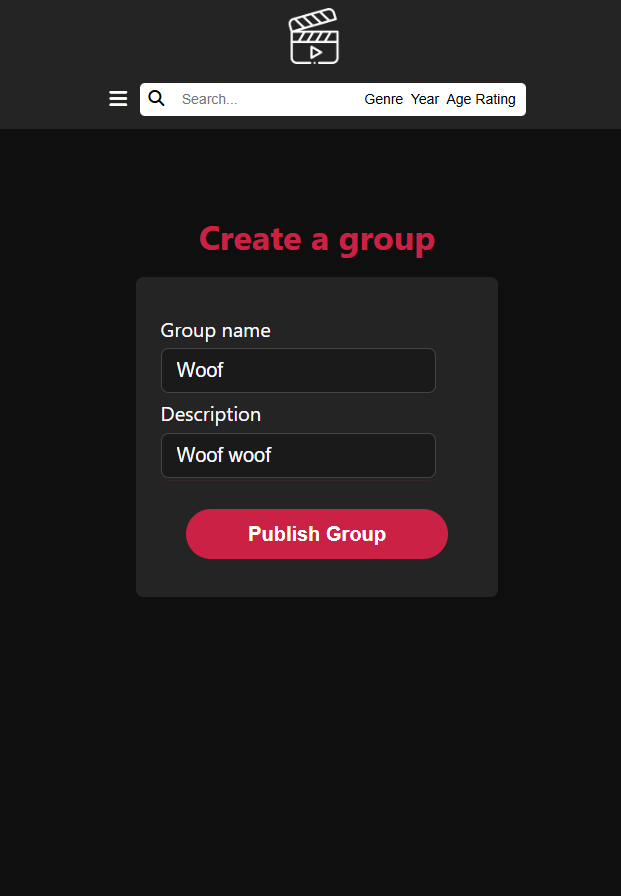 Search... Genre Year Age Rating
Create a group
Group name
Woof
Description
Woof woof
Publish Group